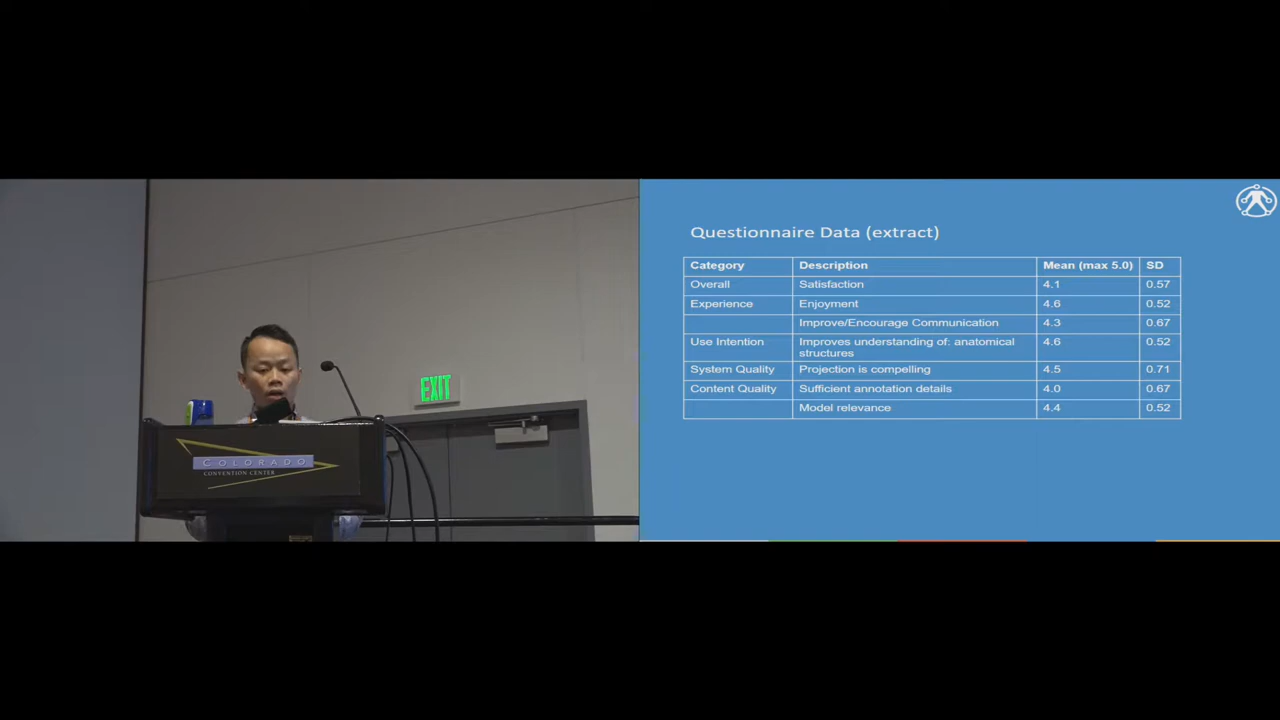 EXIT
COLORADO
CONVENTION CENTER
Questionnaire Data (extract)
Category Description Mean (max 5.0) SD
Overall Satisfaction 4.1 0.57
Experience Enjoyment 4.6 0.52
Improve/Encourage Communication 4.3 0.67
Use Intention Improves understanding of: anatomical 4.6 0.52
structures
System Quality Projection is compelling 4.5 0.71
Content Quality Sufficient annotation details 4.0 0.67
Model relevance 4.4 0.52